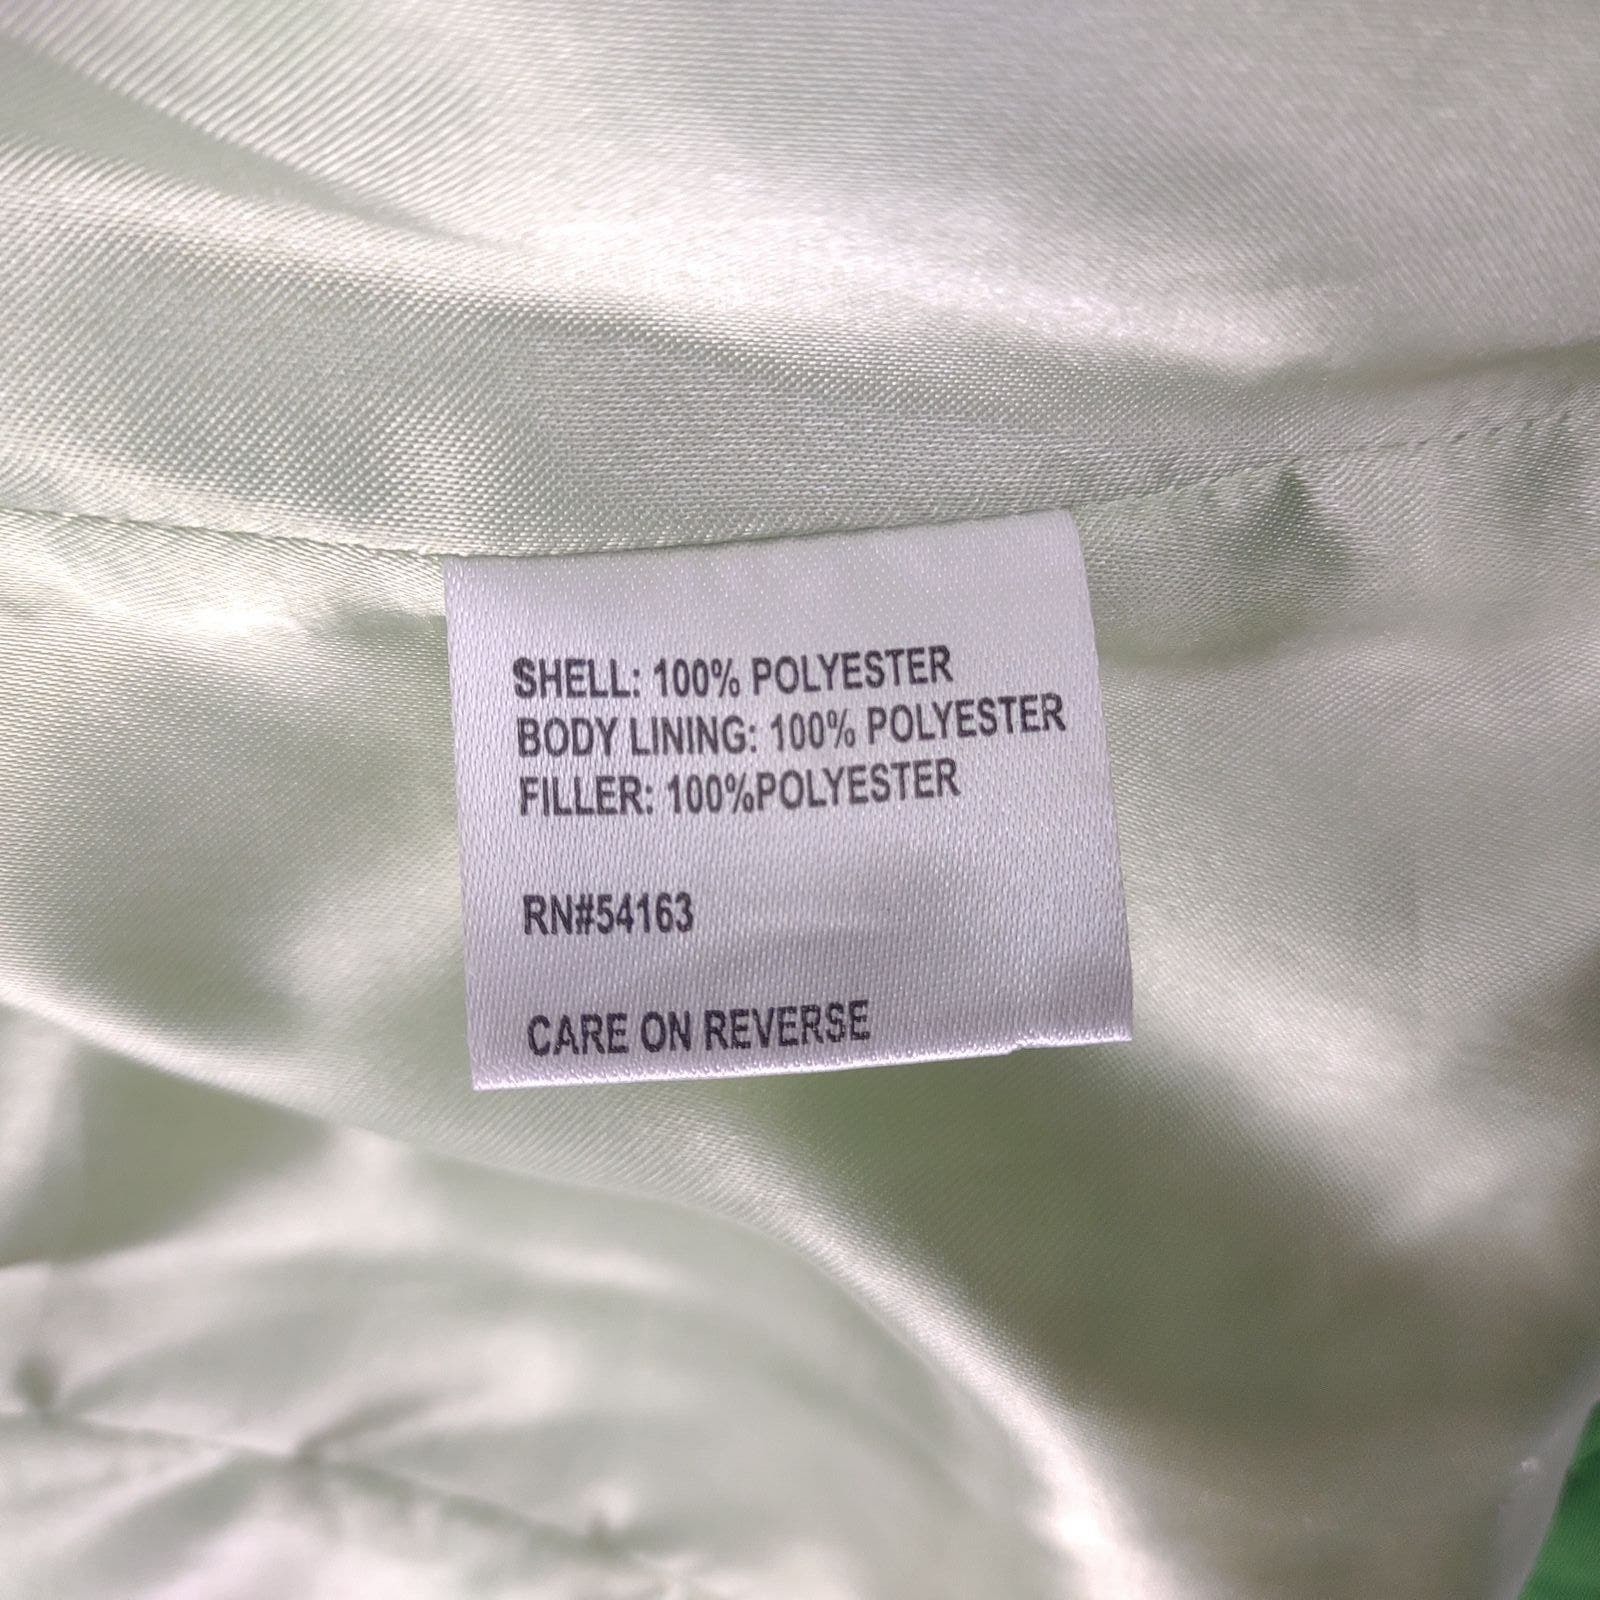 SHELL: 100% POLYESTER
BODY LINING: 100% POLYESTER
FILLER: 100%POLYESTER
RN#54163
CARE ON REVERSE